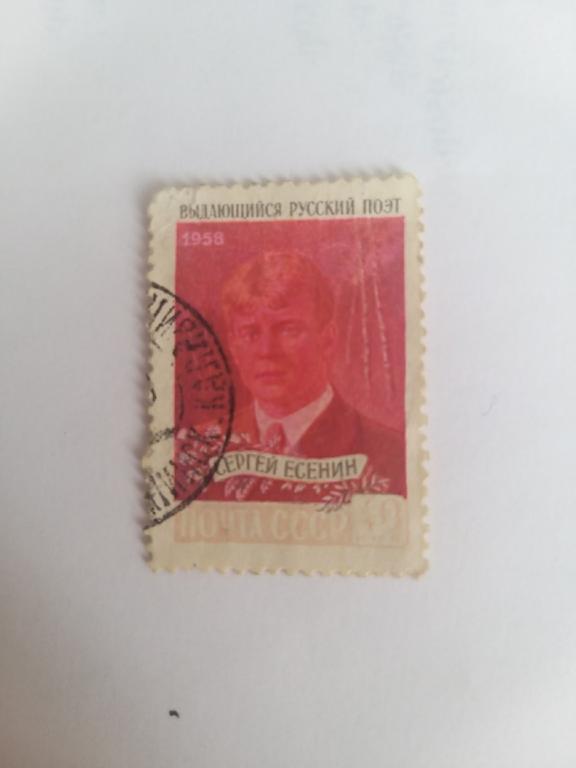 ВЫДАЮЩИЙСЯ РУССКИЙ ПОЭТ
1958
СЕРГЕЙ ЕСЕНИН
ПОЧТА СССР